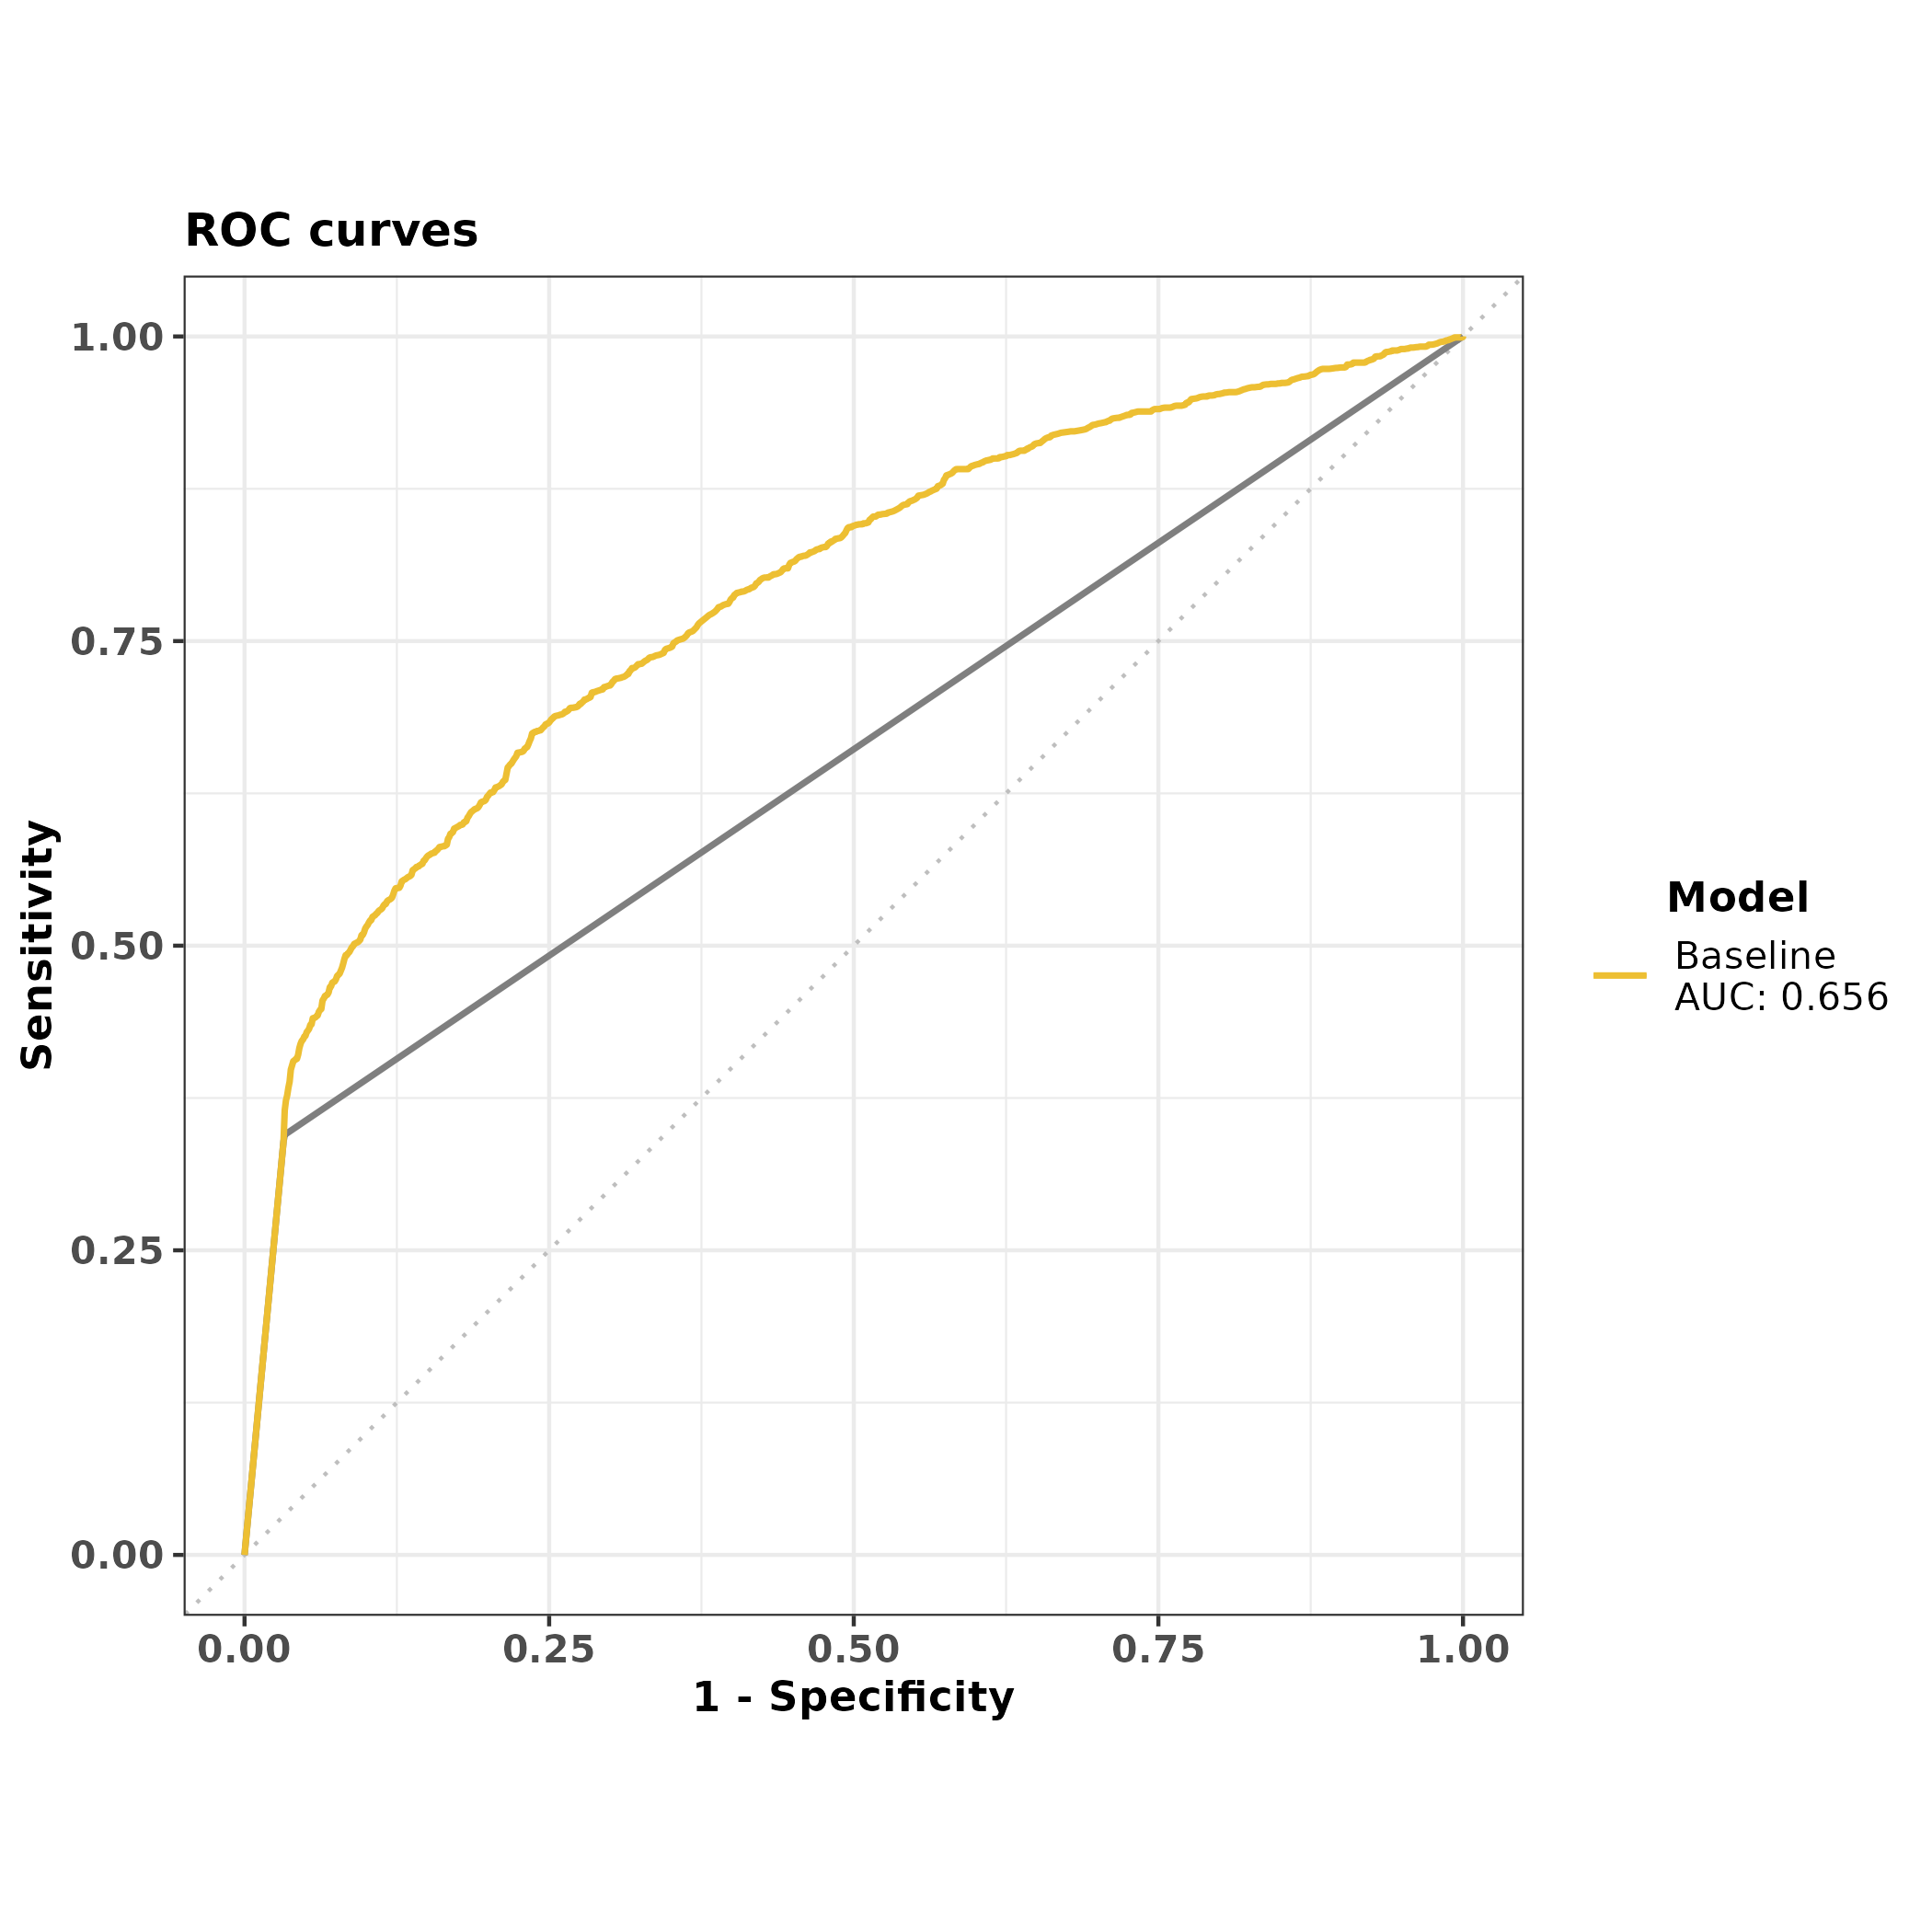 ROC curves
1.00
0.75
0.50
0.25
0.00
Sensitivity
0.00 0.25 0.50 0.75 1.00
1 - Specificity
Model
Baseline
AUC: 0.656